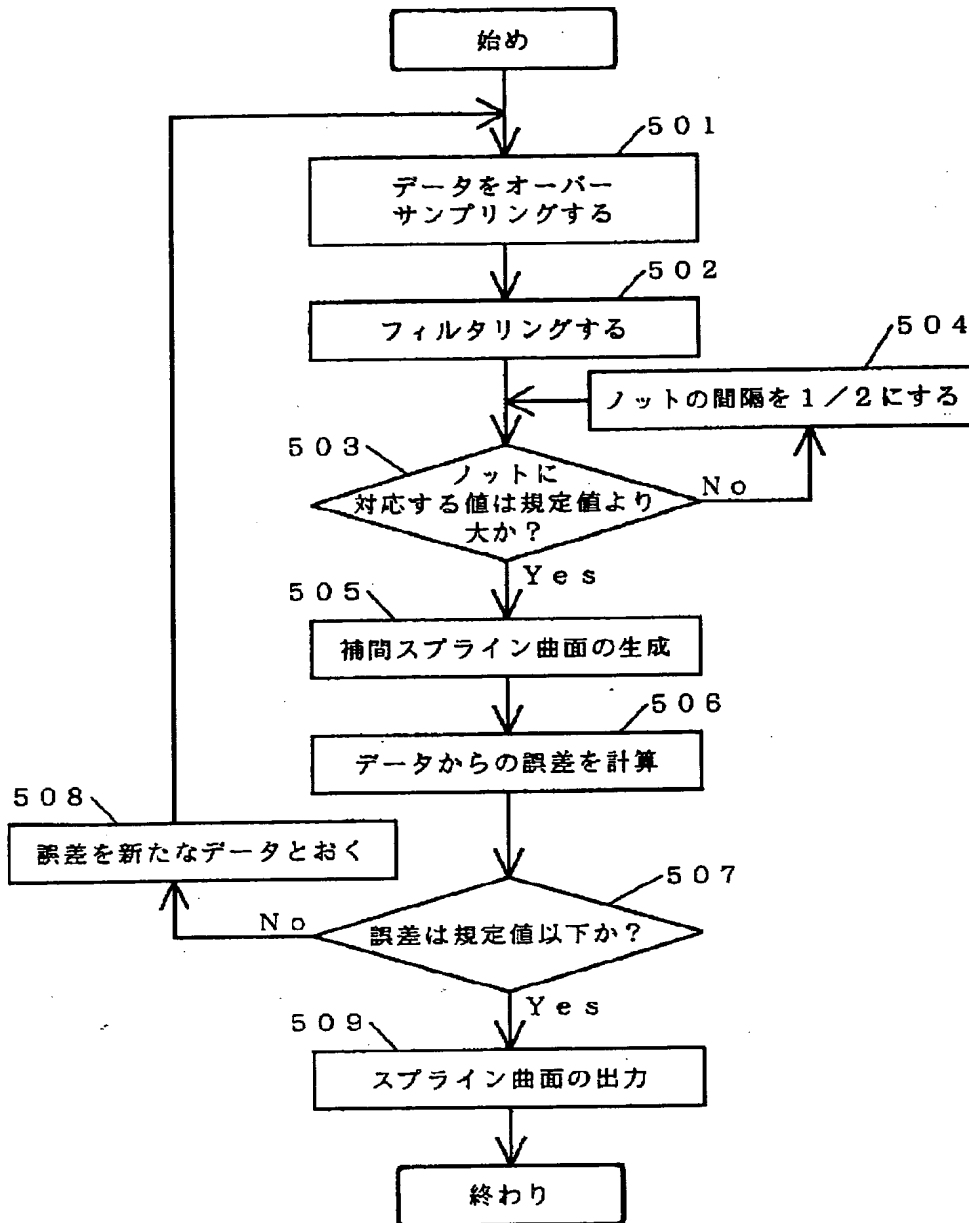 始め
５０１
データをオーバー
サンプリングする
５０２
フィルタリングする
５０４
ノットの間隔を１／２にする
５０３
ノットに
対応する値は規定値より
大か？
Ｎｏ
Ｙｅｓ
５０５
補間スプライン曲面の生成
５０６
データからの誤差を計算
５０８
誤差を新たなデータとおく
５０７
誤差は規定値以下か？
Ｎｏ
Ｙｅｓ
５０９
スプライン曲面の出力
終わり